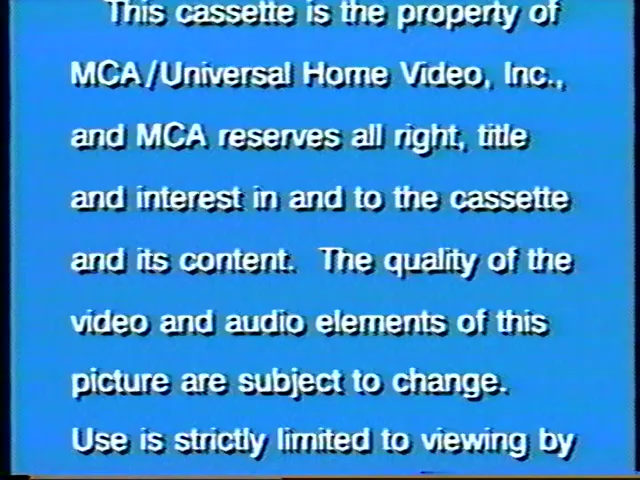 This cassette is the property of
MCA/Universal Home Video, Inc.,
and MCA reserves all right, title
and interest in and to the cassette
and its content. The quality of the
video and audio elements of this
picture are subject to change.
Use is strictly limited to viewing by